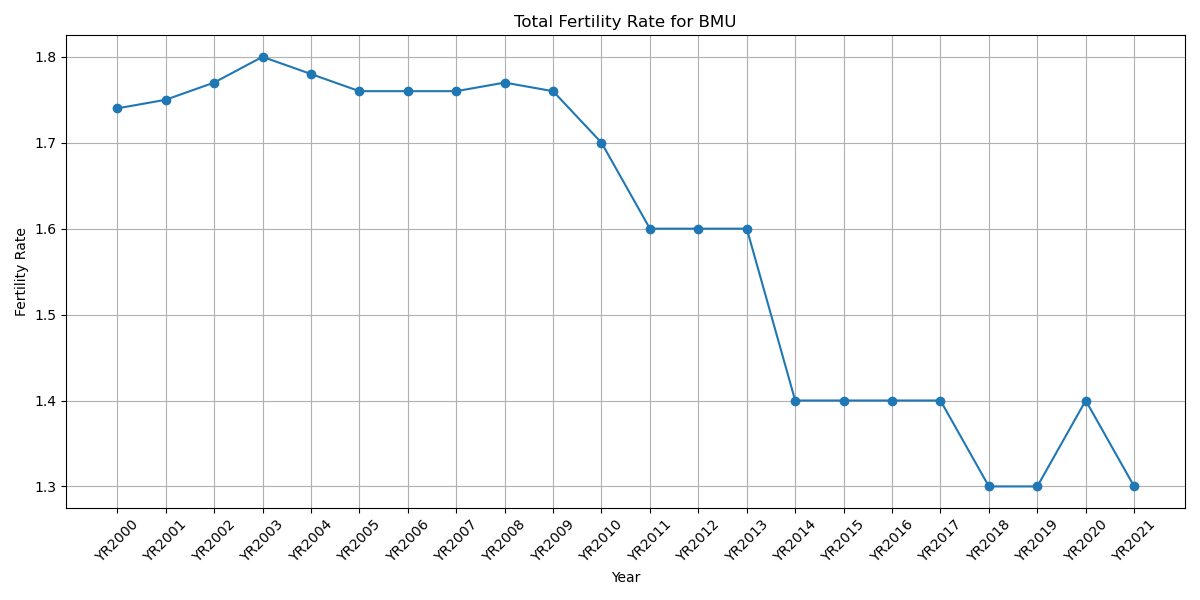 Total Fertility Rate for BMU
Fertility Rate
1.8
1.7
1.6
1.5
1.4
1.3
YR2000
YR2001
YR2002
YR2003
YR2004
YR2005
YR2006
YR2007
YR2008
YR2009
YR2010
YR2011
YR2012
YR2013
YR2014
YR2015
YR2016
YR2017
YR2018
YR2019
YR2020
YR2021
Year